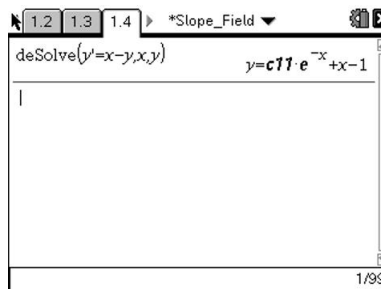 1.2 1.3 1.4 *Slope_Field
deSolve(y'=x-y,x,y)
y=c11·e^-x+x-1
1/99